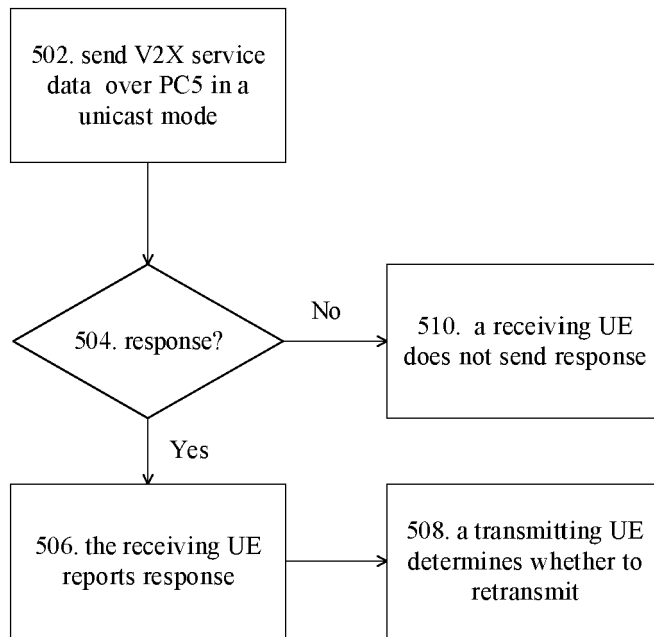 502. send V2X service
data over PC5 in a
unicast mode
504. response?
No
510. a receiving UE
does not send response
Yes
506. the receiving UE
reports response
508. a transmitting UE
determines whether to
retransmit